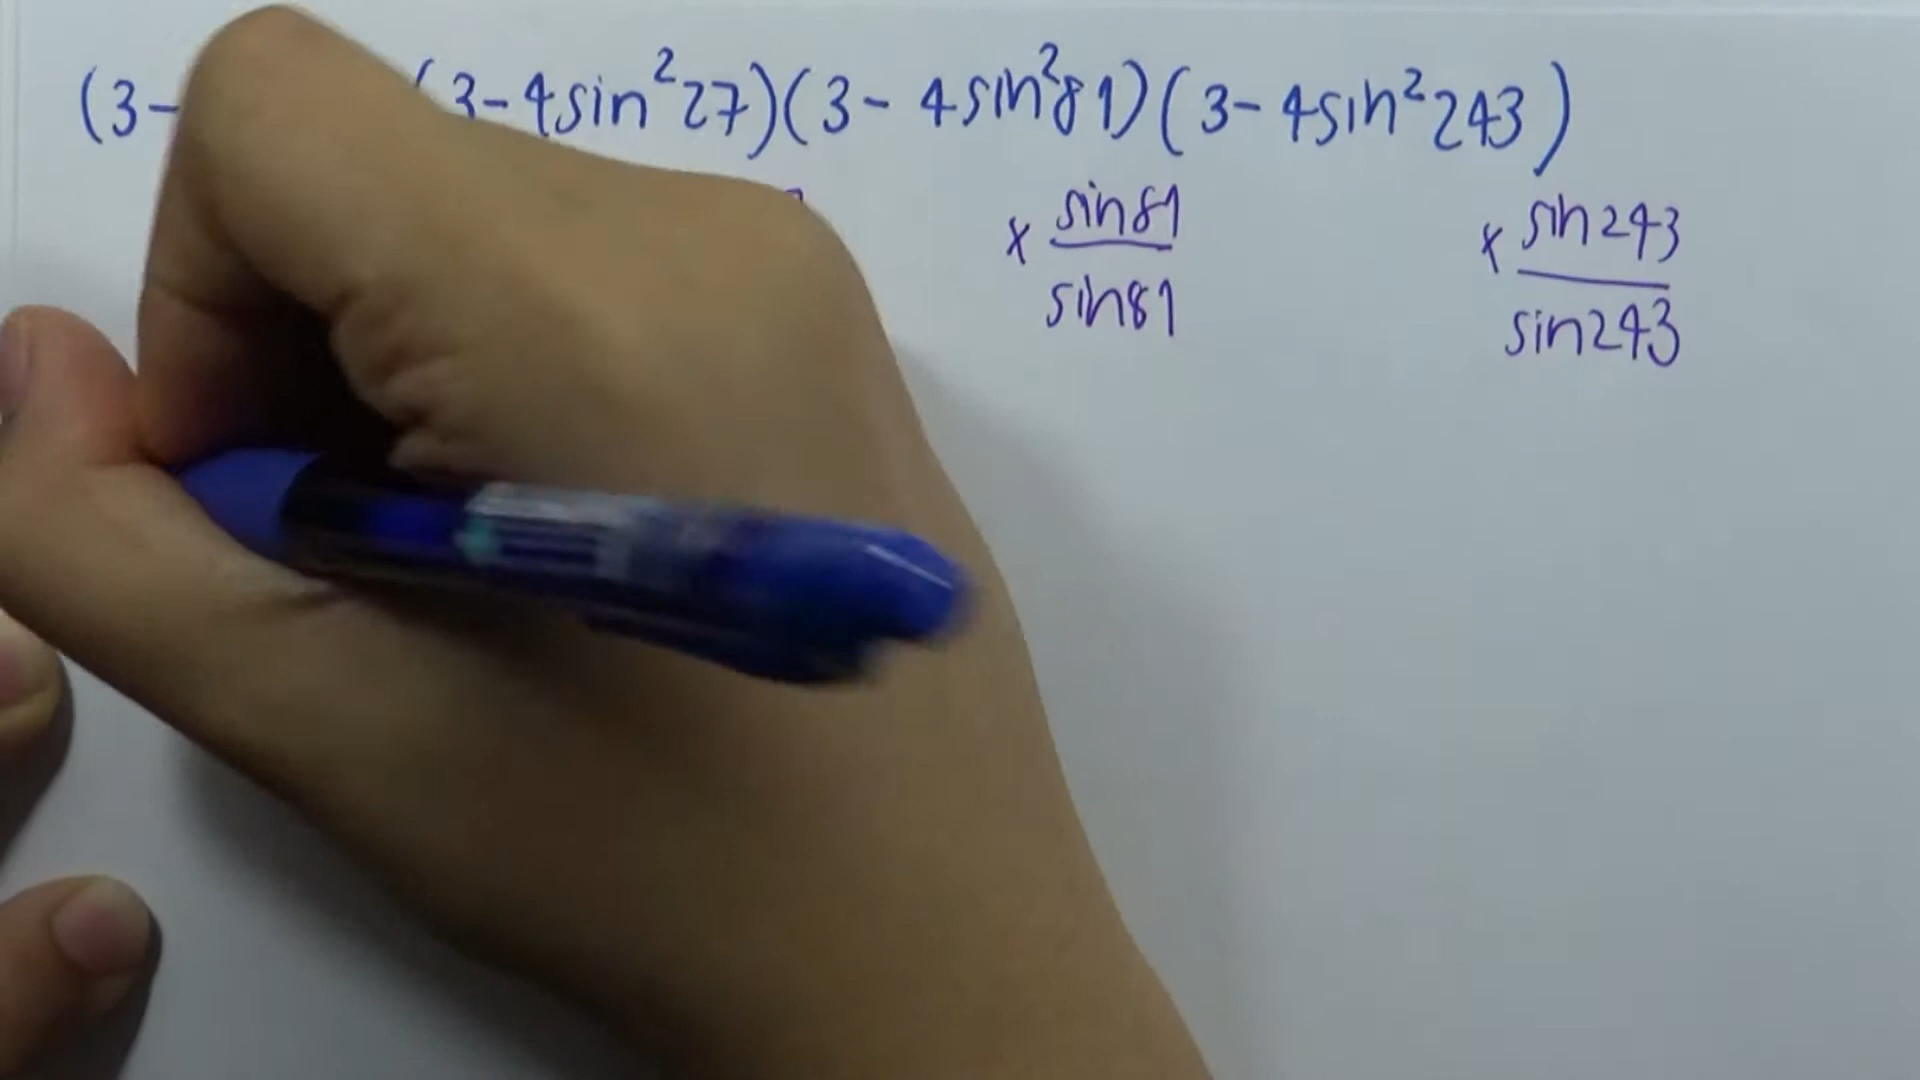 (3- (3-4sin²27)(3-4sin²81)(3-4sin²243)
x sin81 x sin243
sin81 sin243